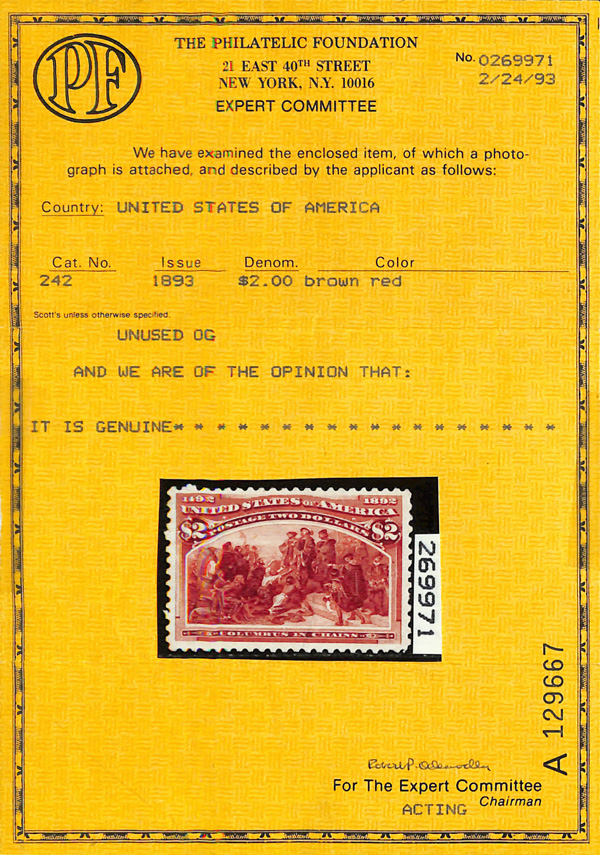 PF
THE PHILATELIC FOUNDATION
21 EAST 40TH STREET
NEW YORK, N.Y. 10016
EXPERT COMMITTEE
No. 0269971
2/24/93
We have examined the enclosed item, of which a photo-
graph is attached, and described by the applicant as follows:
Country: UNITED STATES OF AMERICA
Cat. No. Issue Denom. Color
242 1893 $2.00 brown red
Scott's unless otherwise specified.
UNUSED OG
AND WE ARE OF THE OPINION THAT:
IT IS GENUINE* * * * * * * * * * * * * * * * * *
1492 1892
UNITED STATES OF AMERICA
$2 POSTAGE TWO DOLLARS $2
COLUMBUS IN CHAINS
269971
A 129667
For The Expert Committee
Chairman
ACTING